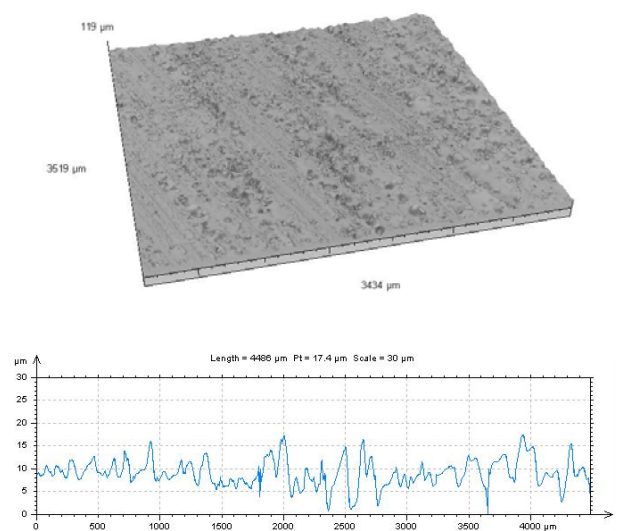 119 µm
3519 µm
3434 µm
µm
Length = 4486 µm Pt = 17.4 µm Scale = 30 µm
30
25
20
15
10
5
0
0 500 1000 1500 2000 2500 3000 3500 4000 µm